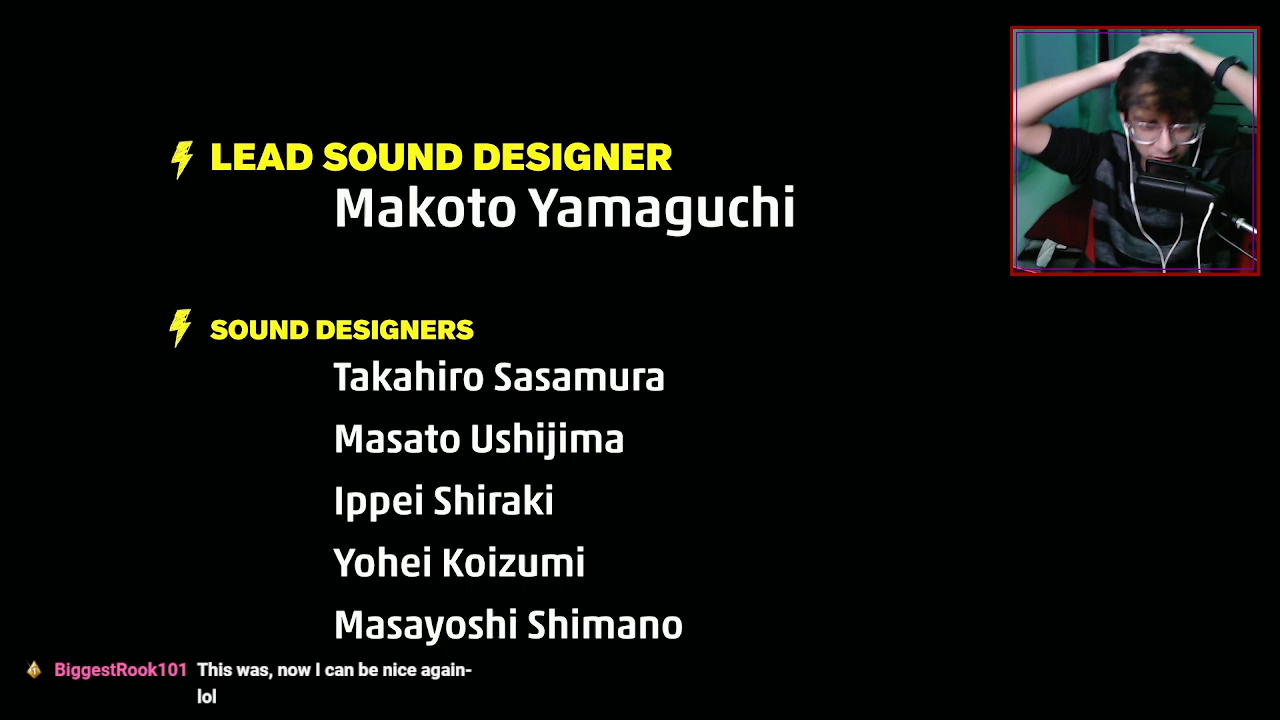 LEAD SOUND DESIGNER
Makoto Yamaguchi
SOUND DESIGNERS
Takahiro Sasamura
Masato Ushijima
Ippei Shiraki
Yohei Koizumi
Masayoshi Shimano
BiggestRook101 This was, now I can be nice again-
lol